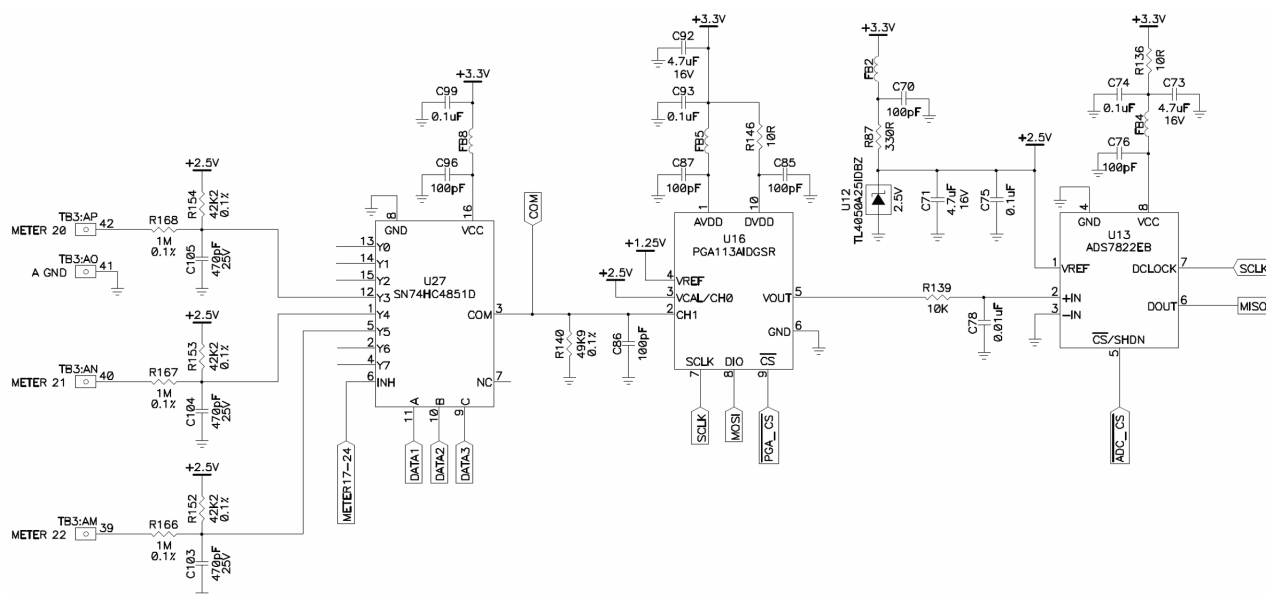 +3.3V
C92
4.7uF
16V
C93
0.1uF
FB5
R146
10R
C87
100pF
C85
100pF
+3.3V
C99
0.1uF
FB8
C96
100pF
+3.3V
FB2
C70
100pF
R87
330R
+2.5V
U12
TL4050A25IDBZ
2.5V
C71
4.7uF
16V
C75
0.1uF
+3.3V
R136
10R
C74
0.1uF
C73
4.7uF
16V
FB4
C76
100pF
+2.5V
R154
42K2
0.1%
TB3:AP
METER 20
42
R168
1M
0.1%
C105
470pF
25V
TB3:AO
A GND
41
+2.5V
R153
42K2
0.1%
TB3:AN
METER 21
40
R167
1M
0.1%
C104
470pF
25V
+2.5V
R152
42K2
0.1%
TB3:AM
METER 22
39
R166
1M
0.1%
C103
470pF
25V
8
16
GND
VCC
U27
SN74HC4851D
13
Y0
14
Y1
15
Y2
12
Y3
1
Y4
5
Y5
2
Y6
4
Y7
6
INH
COM
3
NC
7
A
B
C
11
10
9
METER17-24
DATA1
DATA2
DATA3
COM
R140
49K9
0.1%
C86
100pF
+1.25V
+2.5V
1
10
AVDD
DVDD
U16
PGA113AIDGSR
4
VREF
3
VCAL/CH0
2
CH1
VOUT
5
GND
6
SCLK
DIO
CS
7
8
9
SCLK
MOSI
PGA_CS
R139
10K
C78
0.01uF
4
8
GND
VCC
U13
ADS7822EB
1
VREF
DCLOCK
7
SCLK
2
+IN
3
-IN
DOUT
6
MISO
CS/SHDN
5
ADC_CS